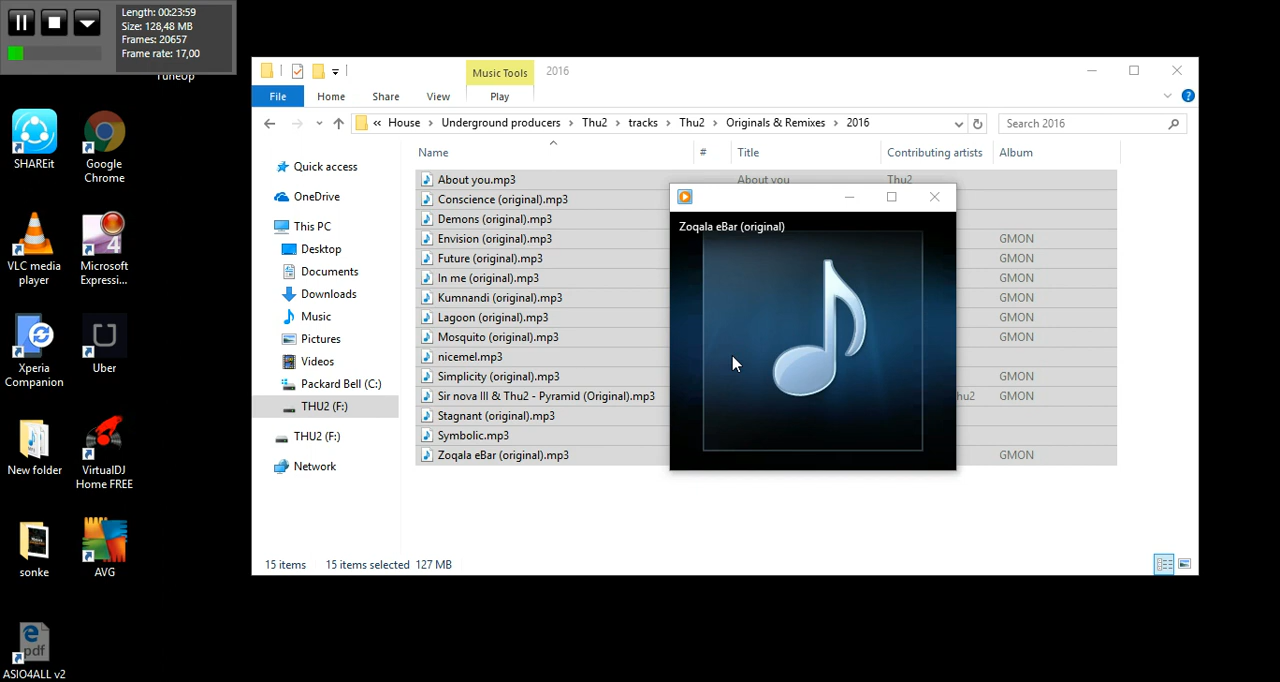 Length: 00:23:59
Size: 128,48 MB
Frames: 20657
Frame rate: 17,00
TuneUp
SHAREit
Google Chrome
VLC media player
Microsoft Expressi...
Xperia Companion
Uber
New folder
VirtualDJ Home FREE
sonke
AVG
ASIO4ALL v2
Music Tools
2016
File
Home
Share
View
Play
« House › Underground producers › Thu2 › tracks › Thu2 › Originals & Remixes › 2016
Search 2016
Quick access
OneDrive
This PC
Desktop
Documents
Downloads
Music
Pictures
Videos
Packard Bell (C:)
THU2 (F:)
THU2 (F:)
Network
Name # Title Contributing artists Album
About you.mp3 About you Thu2
Conscience (original).mp3
Demons (original).mp3
Envision (original).mp3 GMON
Future (original).mp3 GMON
In me (original).mp3 GMON
Kumnandi (original).mp3 GMON
Lagoon (original).mp3 GMON
Mosquito (original).mp3 GMON
nicemel.mp3
Simplicity (original).mp3 GMON
Sir nova lll & Thu2 - Pyramid (Original).mp3 hu2 GMON
Stagnant (original).mp3
Symbolic.mp3
Zoqala eBar (original).mp3 GMON
Zoqala eBar (original)
15 items 15 items selected 127 MB